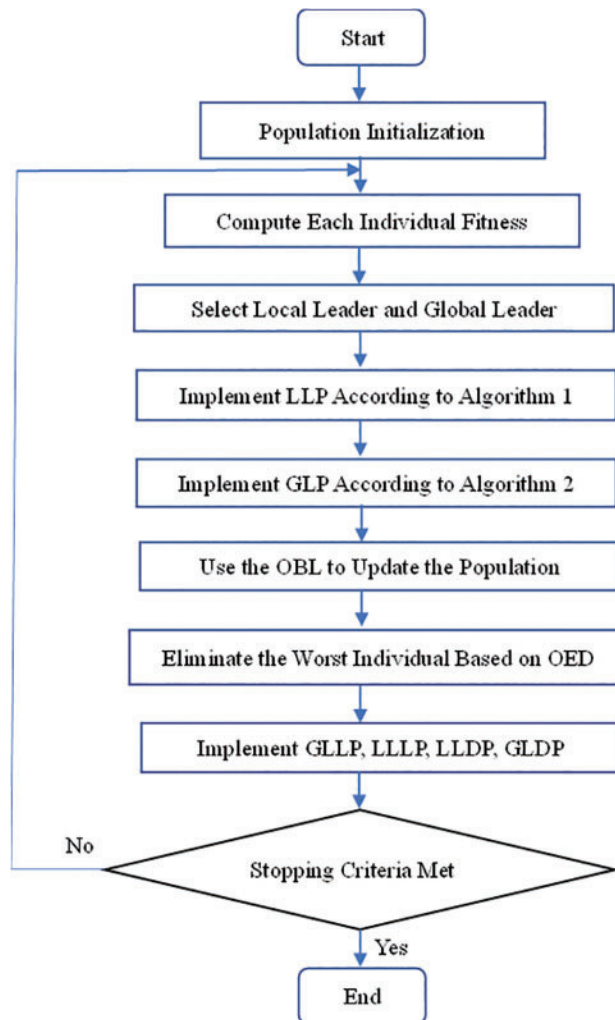 Start
Population Initialization
Compute Each Individual Fitness
Select Local Leader and Global Leader
Implement LLP According to Algorithm 1
Implement GLP According to Algorithm 2
Use the OBL to Update the Population
Eliminate the Worst Individual Based on OED
Implement GLLP, LLLP, LLDP, GLDP
No
Stopping Criteria Met
Yes
End